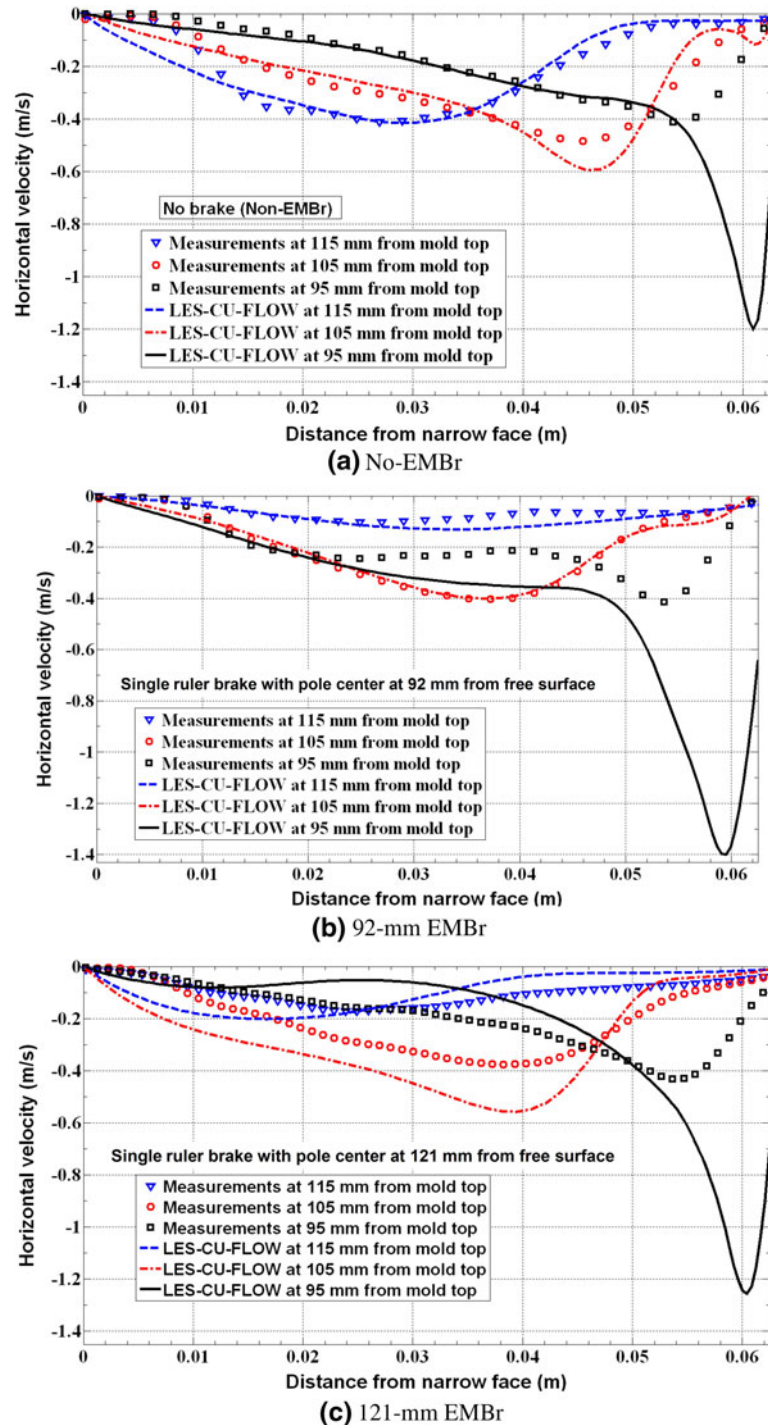 0
-0.2
-0.4
-0.6
-0.8
-1
-1.2
-1.4
Horizontal velocity (m/s)
No brake (Non-EMBr)
Measurements at 115 mm from mold top
Measurements at 105 mm from mold top
Measurements at 95 mm from mold top
LES-CU-FLOW at 115 mm from mold top
LES-CU-FLOW at 105 mm from mold top
LES-CU-FLOW at 95 mm from mold top
0 0.01 0.02 0.03 0.04 0.05 0.06
Distance from narrow face (m)
(a) No-EMBr
0
-0.2
-0.4
-0.6
-0.8
-1
-1.2
-1.4
Horizontal velocity (m/s)
Single ruler brake with pole center at 92 mm from free surface
Measurements at 115 mm from mold top
Measurements at 105 mm from mold top
Measurements at 95 mm from mold top
LES-CU-FLOW at 115 mm from mold top
LES-CU-FLOW at 105 mm from mold top
LES-CU-FLOW at 95 mm from mold top
0 0.01 0.02 0.03 0.04 0.05 0.06
Distance from narrow face (m)
(b) 92-mm EMBr
0
-0.2
-0.4
-0.6
-0.8
-1
-1.2
-1.4
Horizontal velocity (m/s)
Single ruler brake with pole center at 121 mm from free surface
Measurements at 115 mm from mold top
Measurements at 105 mm from mold top
Measurements at 95 mm from mold top
LES-CU-FLOW at 115 mm from mold top
LES-CU-FLOW at 105 mm from mold top
LES-CU-FLOW at 95 mm from mold top
0 0.01 0.02 0.03 0.04 0.05 0.06
Distance from narrow face (m)
(c) 121-mm EMBr